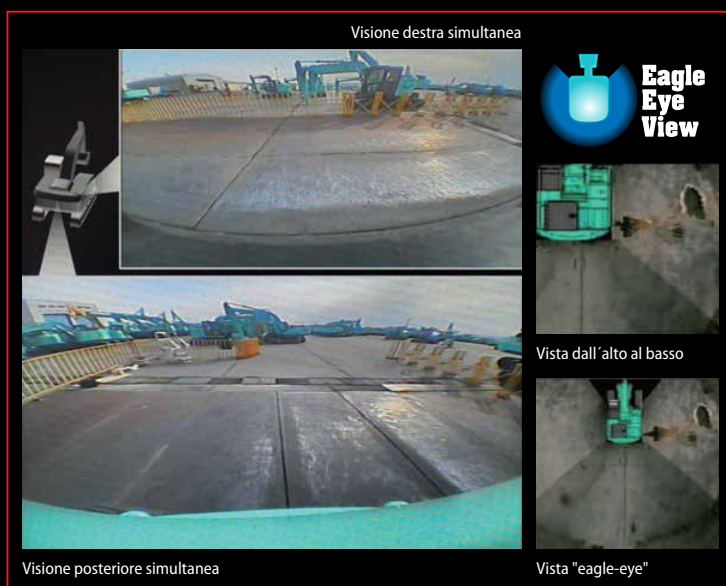 Visione destra simultanea
Eagle
Eye
View
Vista dall´alto al basso
Visione posteriore simultanea
Vista "eagle-eye"